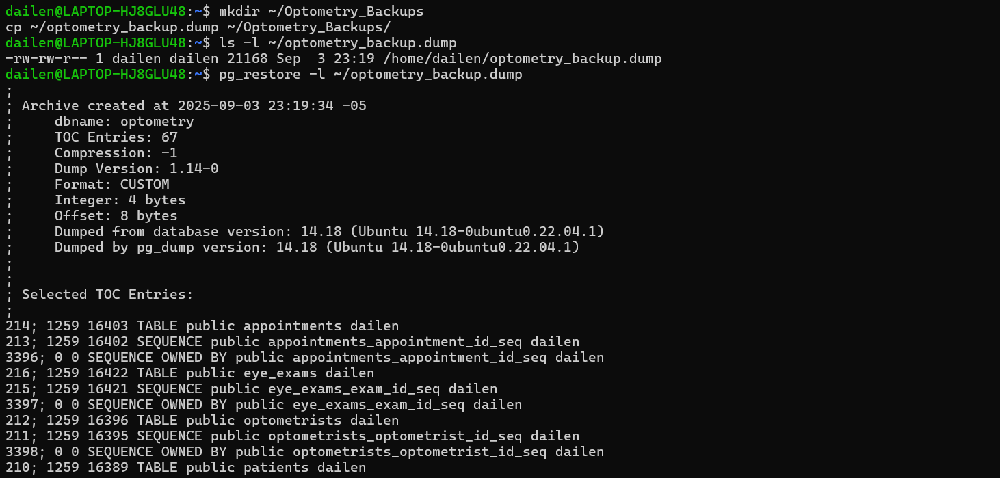 dailen@LAPTOP-HJ8GLU48:~$ mkdir ~/Optometry_Backups
cp ~/optometry_backup.dump ~/Optometry_Backups/
dailen@LAPTOP-HJ8GLU48:~$ ls -l ~/optometry_backup.dump
-rw-rw-r-- 1 dailen dailen 21168 Sep  3 23:19 /home/dailen/optometry_backup.dump
dailen@LAPTOP-HJ8GLU48:~$ pg_restore -l ~/optometry_backup.dump
;
; Archive created at 2025-09-03 23:19:34 -05
;     dbname: optometry
;     TOC Entries: 67
;     Compression: -1
;     Dump Version: 1.14-0
;     Format: CUSTOM
;     Integer: 4 bytes
;     Offset: 8 bytes
;     Dumped from database version: 14.18 (Ubuntu 14.18-0ubuntu0.22.04.1)
;     Dumped by pg_dump version: 14.18 (Ubuntu 14.18-0ubuntu0.22.04.1)
;
;
; Selected TOC Entries:
;
214; 1259 16403 TABLE public appointments dailen
213; 1259 16402 SEQUENCE public appointments_appointment_id_seq dailen
3396; 0 0 SEQUENCE OWNED BY public appointments_appointment_id_seq dailen
216; 1259 16422 TABLE public eye_exams dailen
215; 1259 16421 SEQUENCE public eye_exams_exam_id_seq dailen
3397; 0 0 SEQUENCE OWNED BY public eye_exams_exam_id_seq dailen
212; 1259 16396 TABLE public optometrists dailen
211; 1259 16395 SEQUENCE public optometrists_optometrist_id_seq dailen
3398; 0 0 SEQUENCE OWNED BY public optometrists_optometrist_id_seq dailen
210; 1259 16389 TABLE public patients dailen